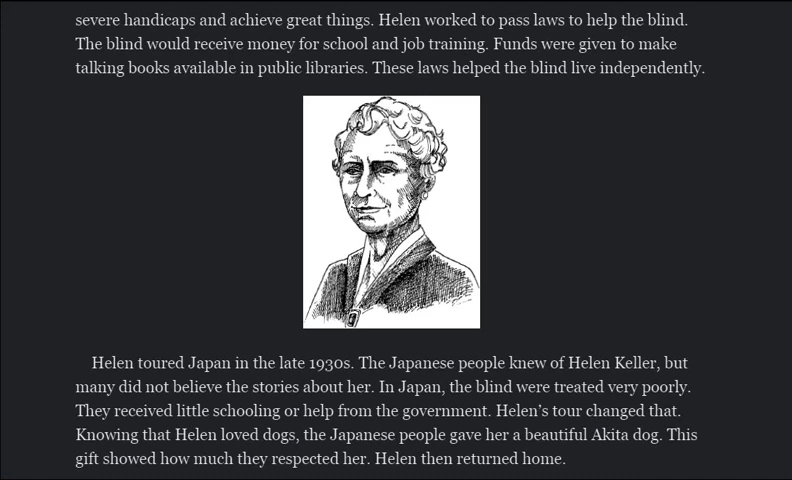 severe handicaps and achieve great things. Helen worked to pass laws to help the blind.
The blind would receive money for school and job training. Funds were given to make
talking books available in public libraries. These laws helped the blind live independently.
Helen toured Japan in the late 1930s. The Japanese people knew of Helen Keller, but
many did not believe the stories about her. In Japan, the blind were treated very poorly.
They received little schooling or help from the government. Helen’s tour changed that.
Knowing that Helen loved dogs, the Japanese people gave her a beautiful Akita dog. This
gift showed how much they respected her. Helen then returned home.